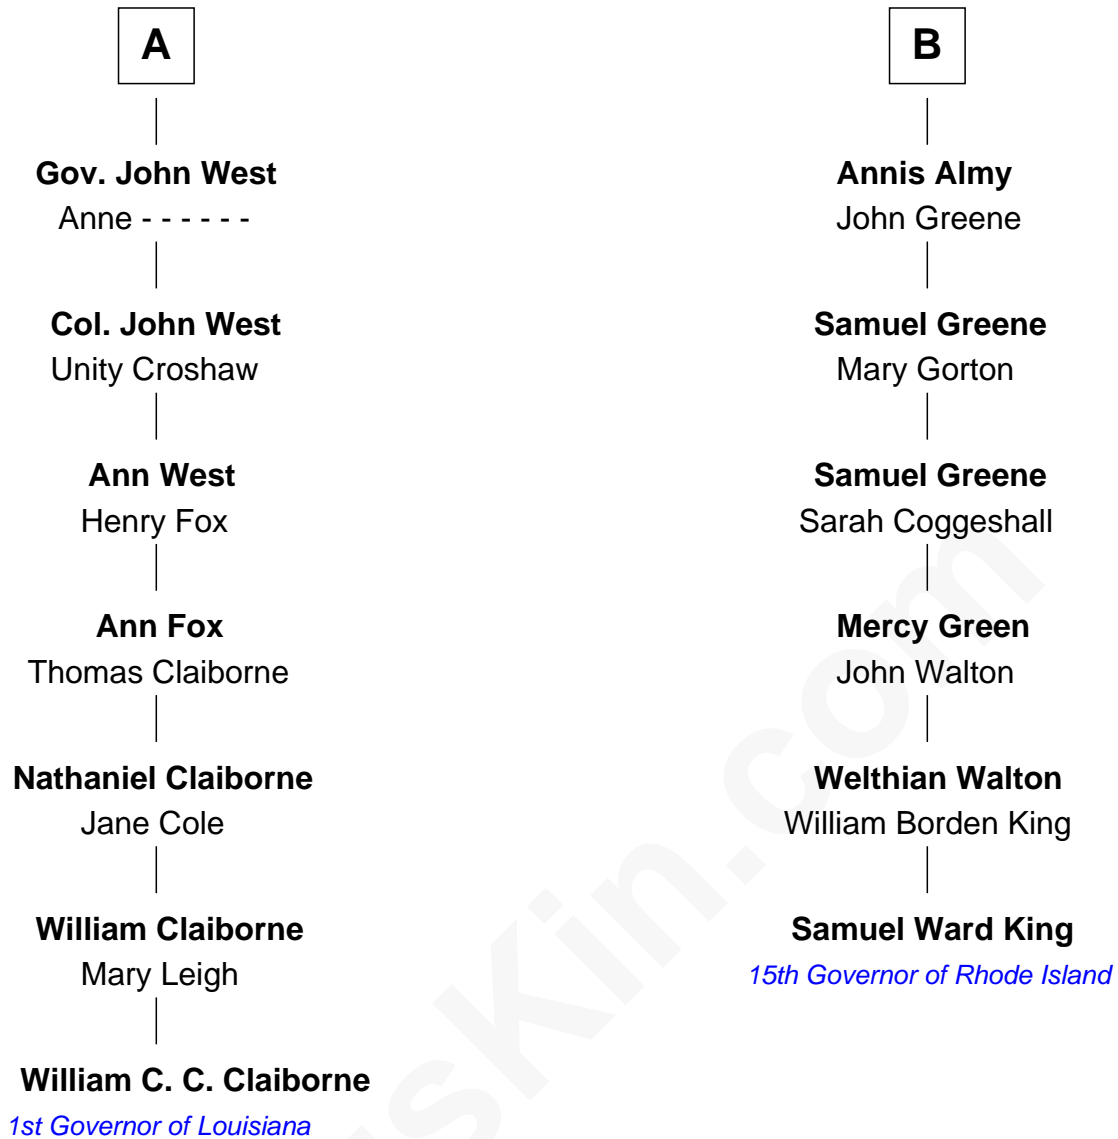 A
Gov. John West
Anne - - - - - -
Col. John West
Unity Croshaw
Ann West
Henry Fox
Ann Fox
Thomas Claiborne
Nathaniel Claiborne
Jane Cole
William Claiborne
Mary Leigh
William C. C. Claiborne
1st Governor of Louisiana
B
Annis Almy
John Greene
Samuel Greene
Mary Gorton
Samuel Greene
Sarah Coggeshall
Mercy Green
John Walton
Welthian Walton
William Borden King
Samuel Ward King
15th Governor of Rhode Island
sKin.com